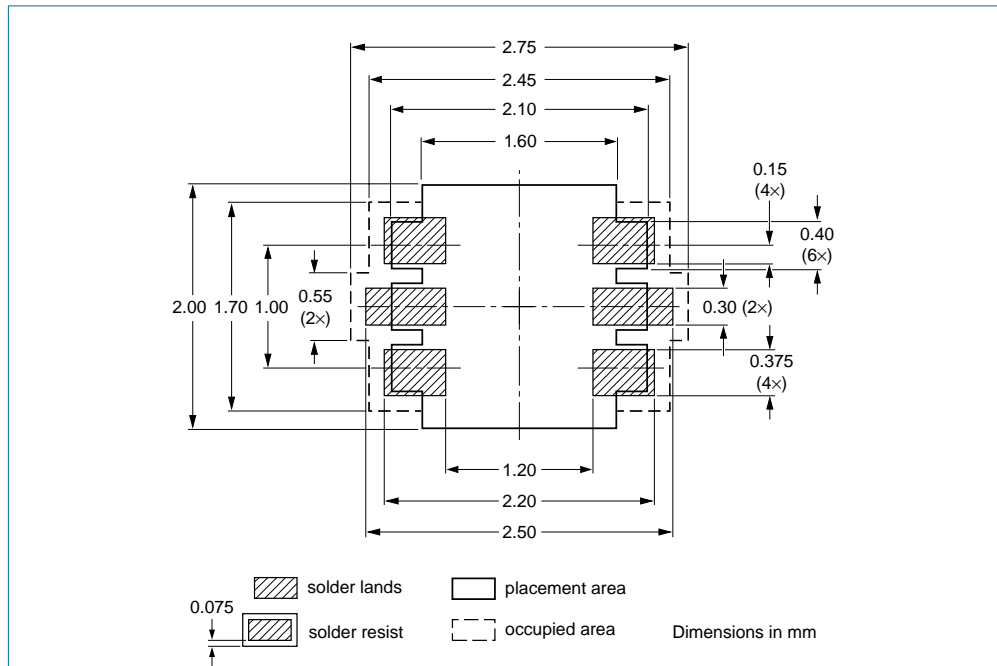 2.75
2.45
2.10
1.60
0.15
(4×)
0.40
(6×)
2.00 1.70 1.00
0.55
(2×)
0.30 (2×)
0.375
(4×)
1.20
2.20
2.50
solder lands
placement area
0.075
solder resist
occupied area
Dimensions in mm